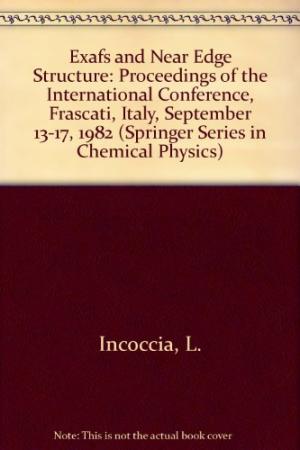 Exafs and Near Edge
Structure: Proceedings of the
International Conference,
Frascati, Italy, September
13-17, 1982 (Springer Series in
Chemical Physics)
Incoccia, L.
Note: This is not the actual book cover